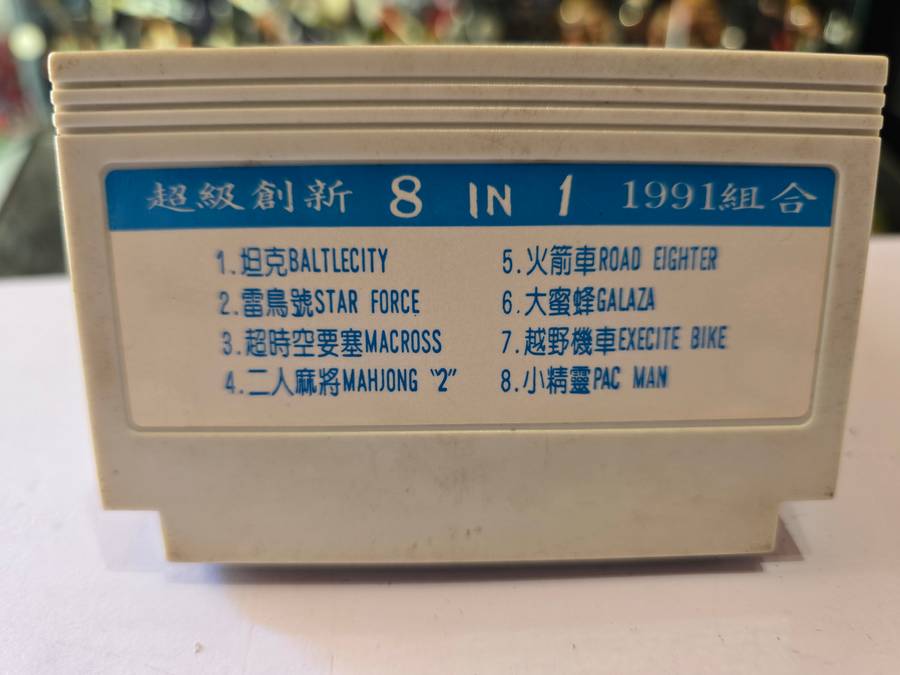 超級創新 8 IN 1 1991組合
1.坦克BALTLECITY
2.雷鳥號STAR FORCE
3.超時空要塞MACROSS
4.二人麻將MAHJONG "2"
5.火箭車ROAD EIGHTER
6.大蜜蜂GALAZA
7.越野機車EXECITE BIKE
8.小精靈PAC MAN